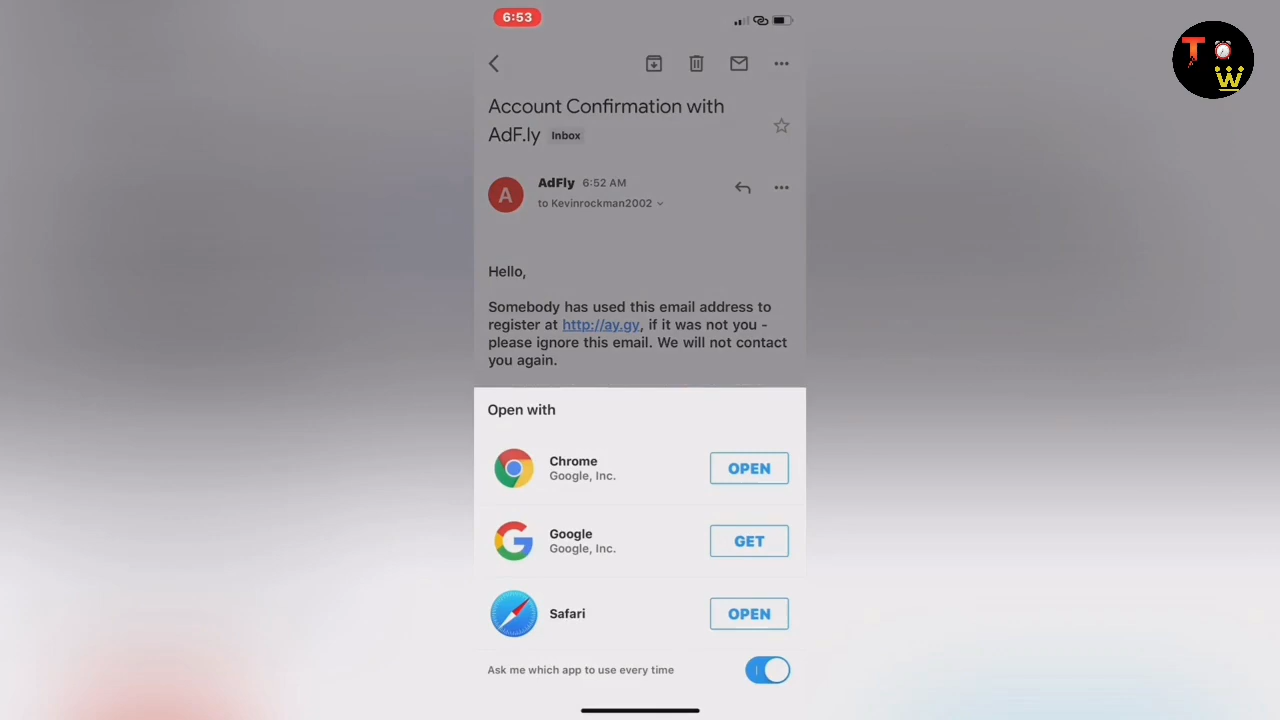 6:53
T
W
Account Confirmation with
AdF.ly Inbox
A
AdFly 6:52 AM
to Kevinrockman2002
Hello,
Somebody has used this email address to
register at http://ay.gy, if it was not you -
please ignore this email. We will not contact
you again.
Open with
Chrome
Google, Inc.
OPEN
Google
Google, Inc.
GET
Safari
OPEN
Ask me which app to use every time